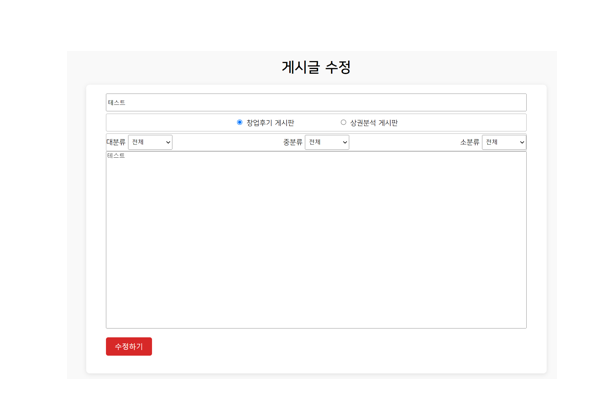 게시글 수정
테스트
창업후기 게시판 상권분석 게시판
대분류 전체 중분류 전체 소분류 전체
테스트
수정하기